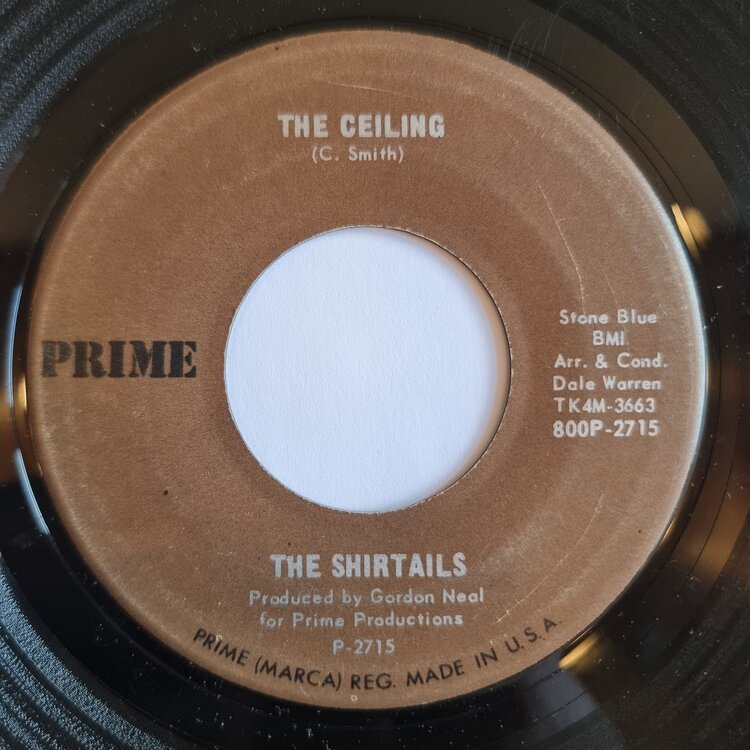 THE CEILING
(C. Smith)
PRIME
Stone Blue
BMI
Arr. & Cond.
Dale Warren
TK4M-3663
800P-2715
THE SHIRTAILS
Produced by Gordon Neal
for Prime Productions
P-2715
PRIME (MARCA) REG. MADE IN U.S.A.